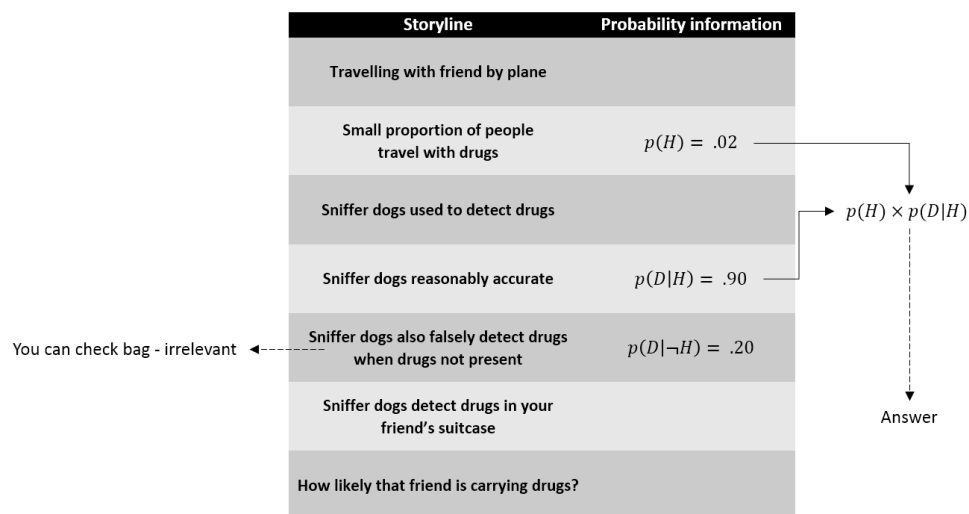 Storyline Probability information
Travelling with friend by plane
Small proportion of people
travel with drugs
p(H) = .02
Sniffer dogs used to detect drugs
p(H) × p(D|H)
Sniffer dogs reasonably accurate
p(D|H) = .90
You can check bag - irrelevant
Sniffer dogs also falsely detect drugs
when drugs not present
p(D|¬H) = .20
Sniffer dogs detect drugs in your
friend's suitcase
Answer
How likely that friend is carrying drugs?